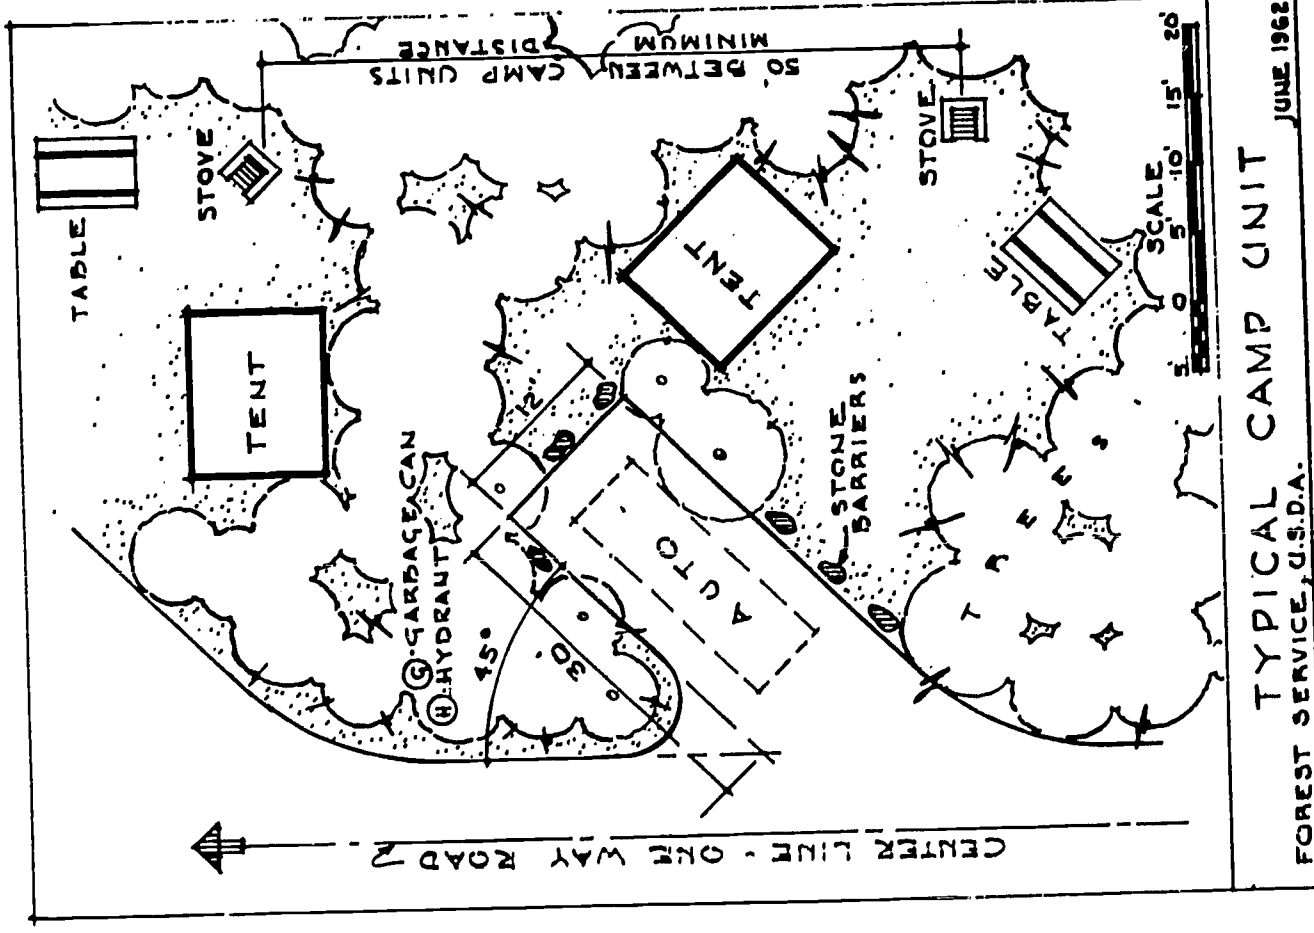 50' BETWEEN CAMP UNITS
MINIMUM DISTANCE
TABLE
STOVE
TENT
G - GARBAGE CAN
H - HYDRANT
45°
30'
12'
AUTO
TENT
STOVE
TABLE
STONE
BARRIERS
TREES
CENTER LINE - ONE WAY ROAD
SCALE
5 0 5' 10' 15' 20'
TYPICAL CAMP UNIT
FOREST SERVICE, U.S.D.A. JUNE 1962